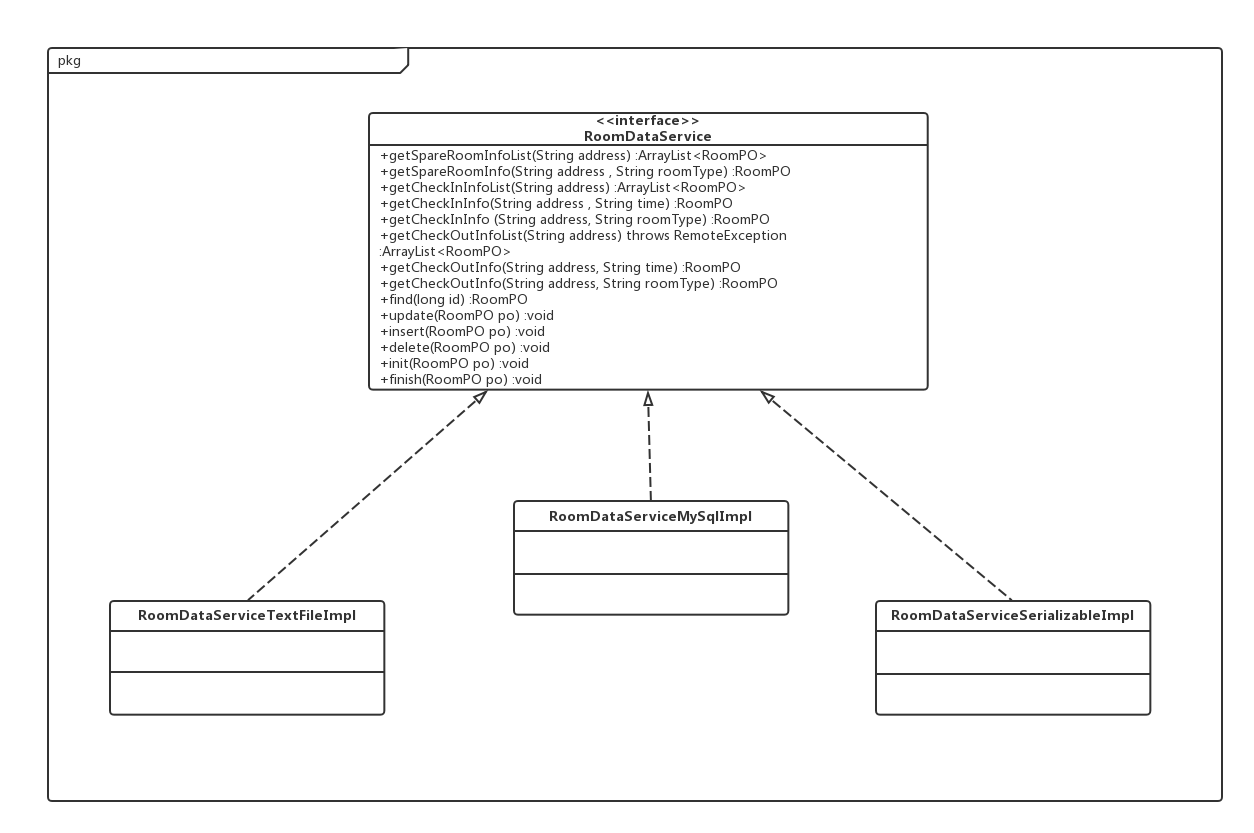 pkg
<<interface>>
RoomDataService
+getSpareRoomInfoList(String address) :ArrayList<RoomPO>
+getSpareRoomInfo(String address , String roomType) :RoomPO
+getCheckInInfoList(String address) :ArrayList<RoomPO>
+getCheckInInfo(String address , String time) :RoomPO
+getCheckInInfo (String address, String roomType) :RoomPO
+getCheckOutInfoList(String address) throws RemoteException
:ArrayList<RoomPO>
+getCheckOutInfo(String address, String time) :RoomPO
+getCheckOutInfo(String address, String roomType) :RoomPO
+find(long id) :RoomPO
+update(RoomPO po) :void
+insert(RoomPO po) :void
+delete(RoomPO po) :void
+init(RoomPO po) :void
+finish(RoomPO po) :void
RoomDataServiceMySqlImpl
RoomDataServiceTextFileImpl
RoomDataServiceSerializableImpl